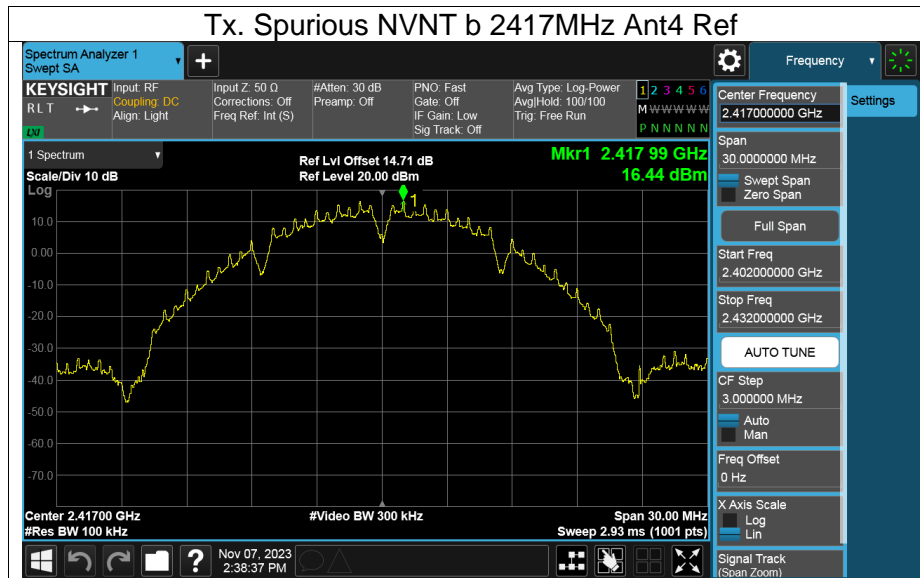 Tx. Spurious NVNT b 2417MHz Ant4 Ref
Spectrum Analyzer 1
Swept SA
+
Frequency
KEYSIGHT
R L T
LXI
Input: RF
Coupling: DC
Align: Light
Input Z: 50 Ω
Corrections: Off
Freq Ref: Int (S)
#Atten: 30 dB
Preamp: Off
PNO: Fast
Gate: Off
IF Gain: Low
Sig Track: Off
Avg Type: Log-Power
Avg|Hold: 100/100
Trig: Free Run
1 2 3 4 5 6
M W W W W W
P N N N N N
1 Spectrum
Scale/Div 10 dB
Log
Ref Lvl Offset 14.71 dB
Ref Level 20.00 dBm
Mkr1 2.417 99 GHz
16.44 dBm
1
10.0
0.00
-10.0
-20.0
-30.0
-40.0
-50.0
-60.0
-70.0
Center 2.41700 GHz
#Res BW 100 kHz
#Video BW 300 kHz
Span 30.00 MHz
Sweep 2.93 ms (1001 pts)
Center Frequency
2.417000000 GHz
Settings
Span
30.0000000 MHz
Swept Span
Zero Span
Full Span
Start Freq
2.402000000 GHz
Stop Freq
2.432000000 GHz
AUTO TUNE
CF Step
3.000000 MHz
Auto
Man
Freq Offset
0 Hz
X Axis Scale
Log
Lin
Signal Track
(Span Zoom)
?
Nov 07, 2023
2:38:37 PM